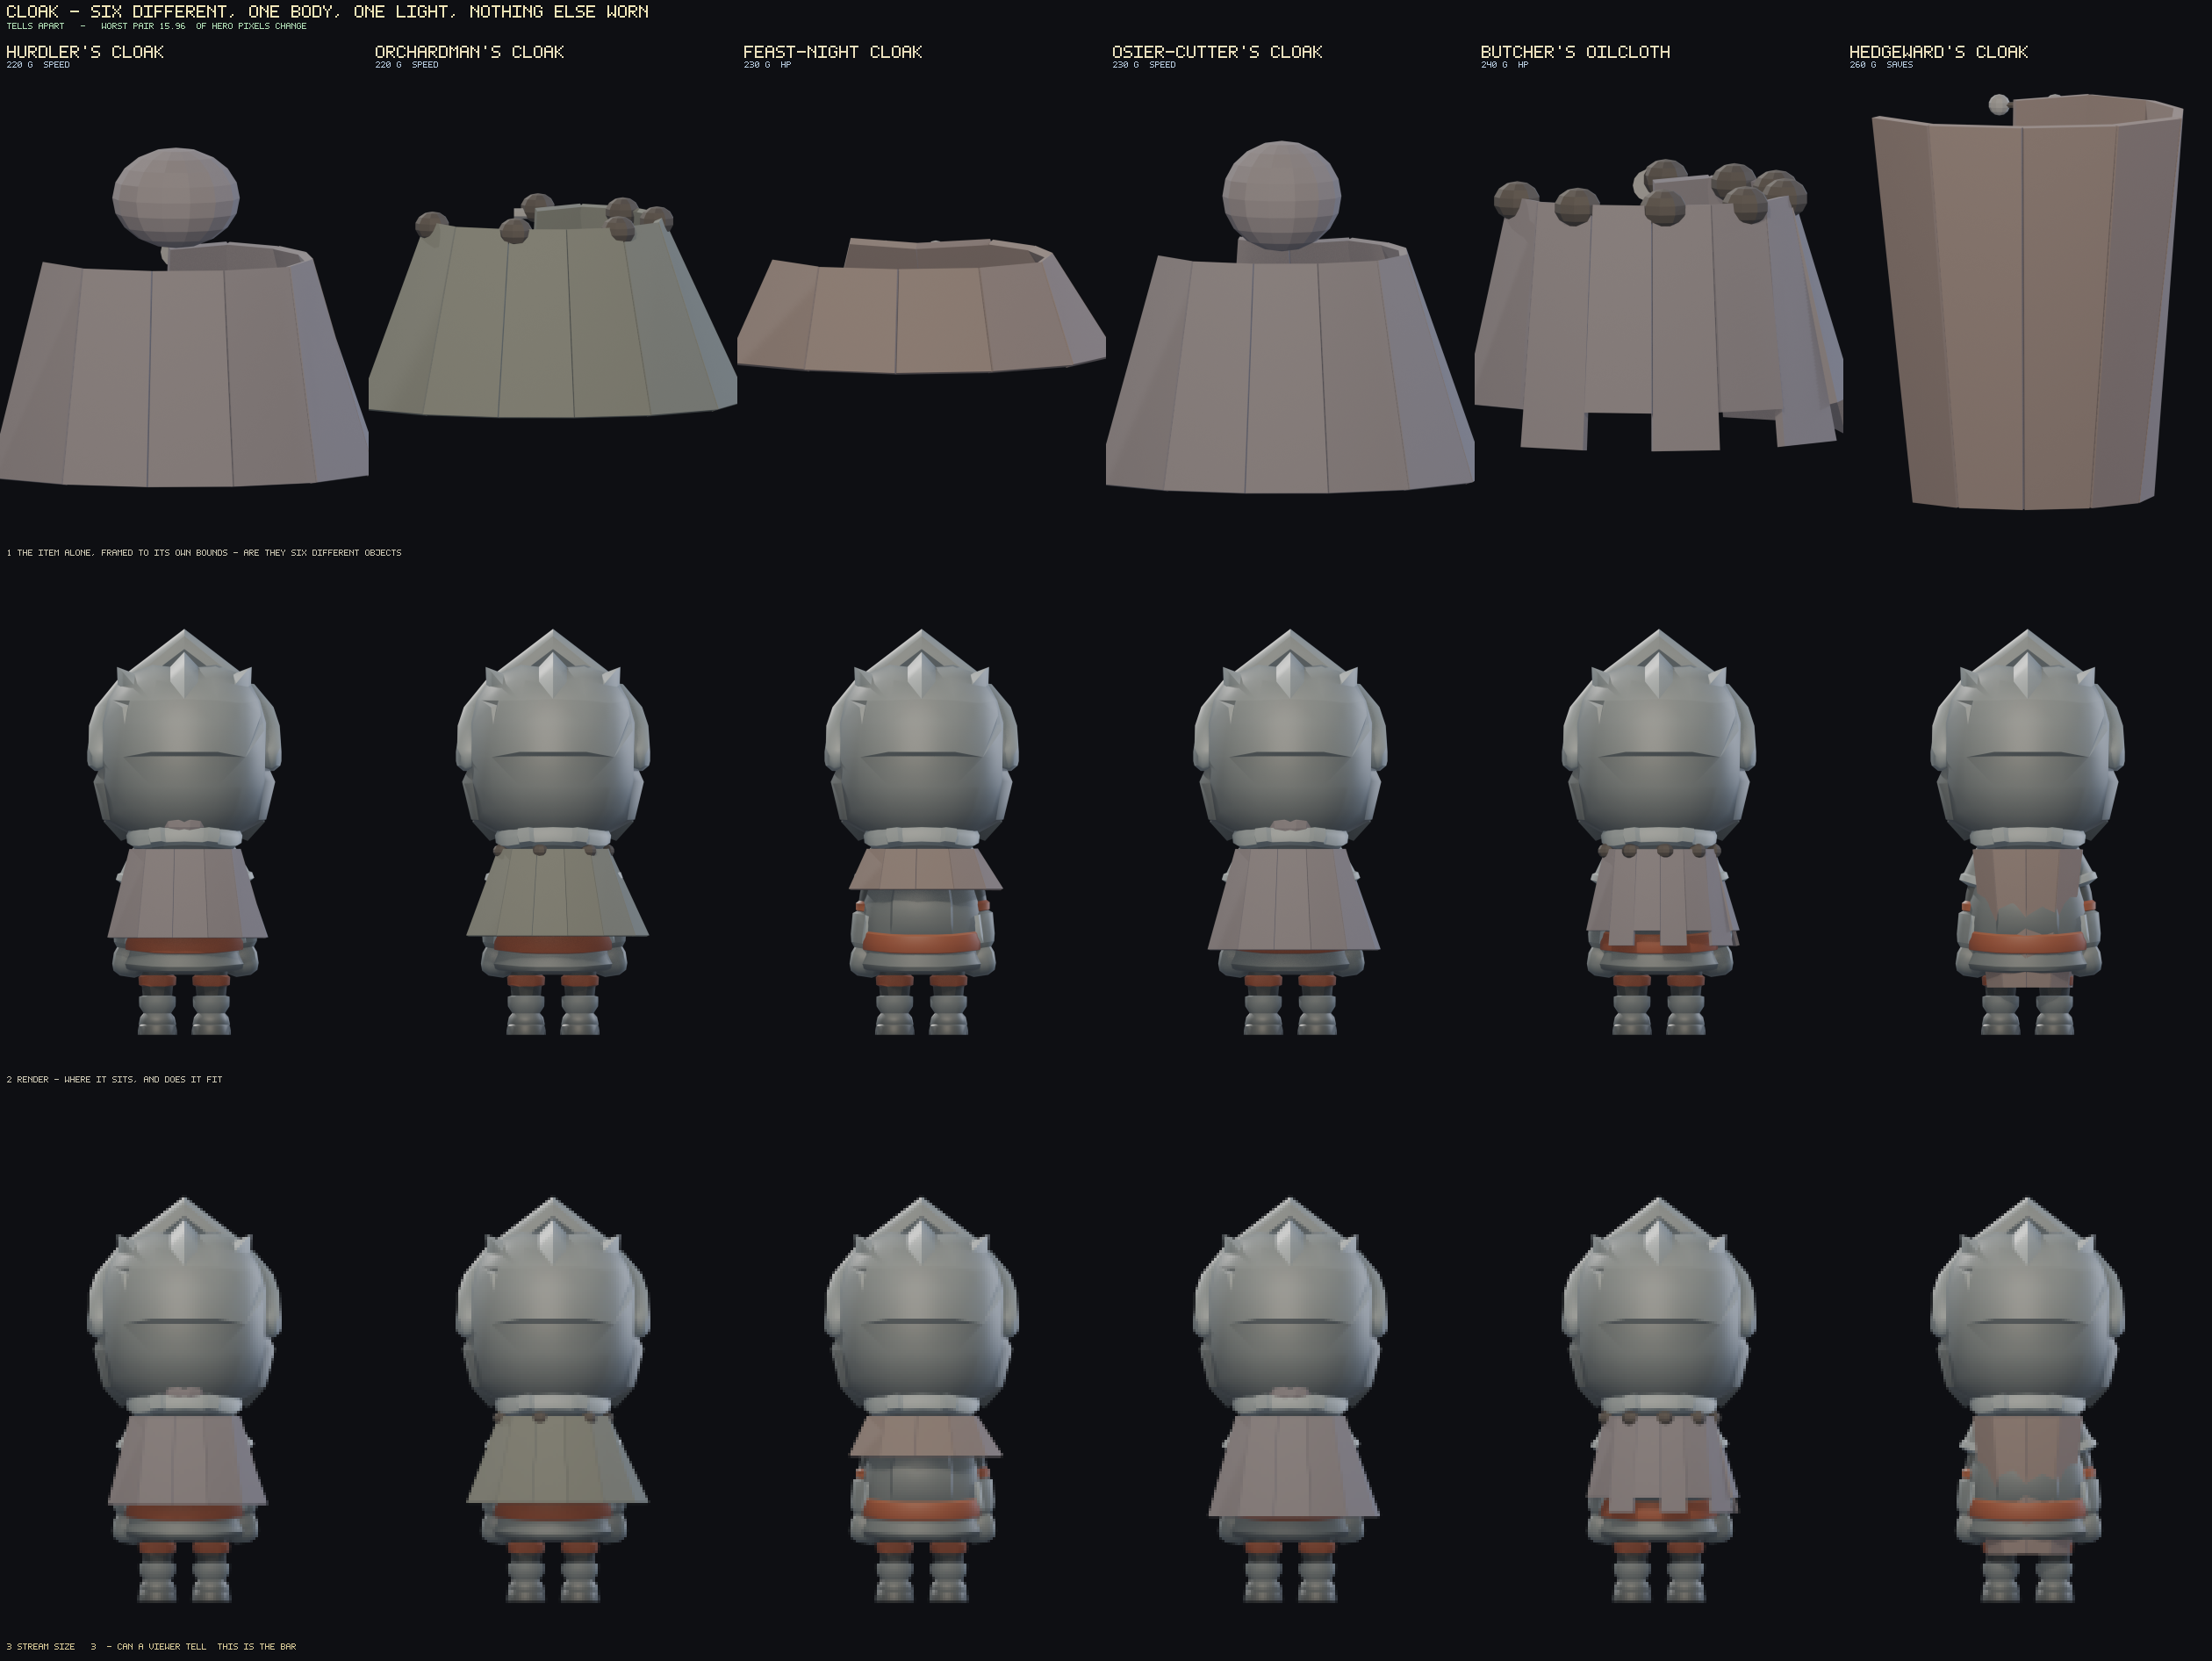 CLOAK - SIX DIFFERENT, ONE BODY, ONE LIGHT, NOTHING ELSE WORN
TELLS APART - WORST PAIR 15.96 OF HERO PIXELS CHANGE
HURDLER'S CLOAK
220 G SPEED
ORCHARDMAN'S CLOAK
220 G SPEED
FEAST-NIGHT CLOAK
230 G HP
OSIER-CUTTER'S CLOAK
230 G SPEED
BUTCHER'S OILCLOTH
240 G HP
HEDGEWARD'S CLOAK
260 G SAVES
1 THE ITEM ALONE, FRAMED TO ITS OWN BOUNDS - ARE THEY SIX DIFFERENT OBJECTS
2 RENDER - WHERE IT SITS, AND DOES IT FIT
3 STREAM SIZE 3 - CAN A VIEWER TELL THIS IS THE BAR